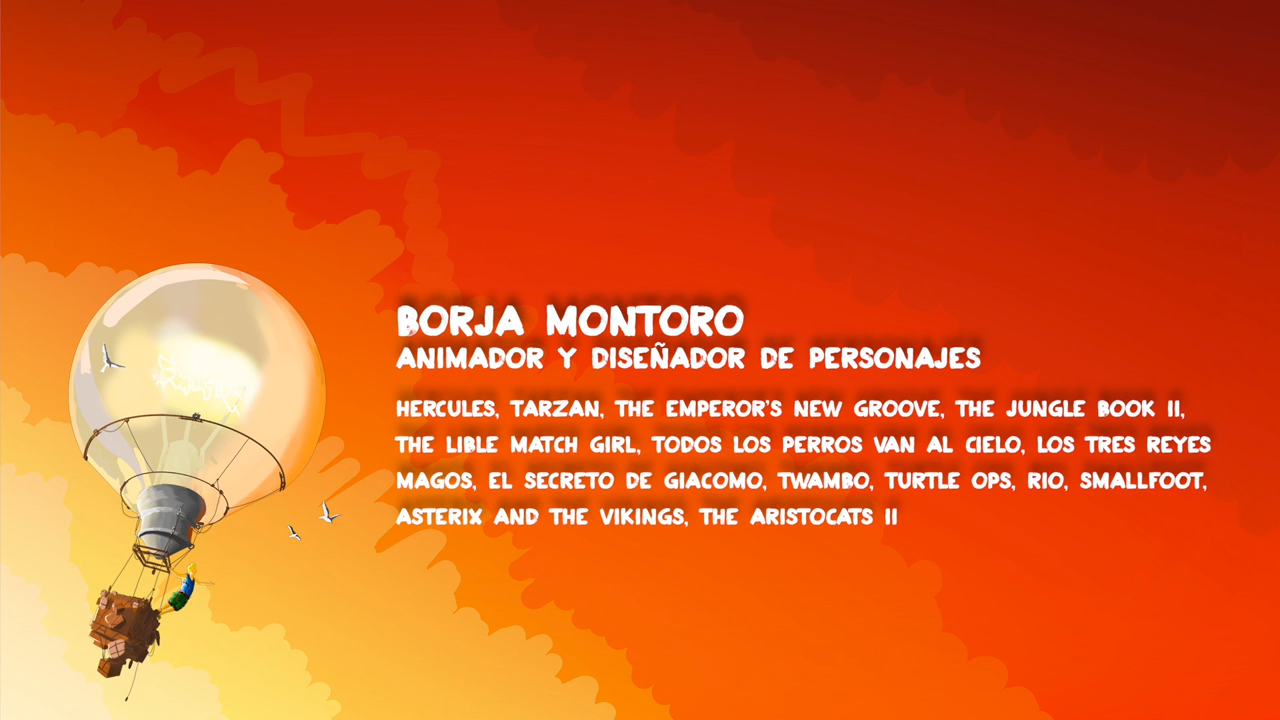 BORJA MONTORO
ANIMADOR Y DISEÑADOR DE PERSONAJES
HERCULES, TARZAN, THE EMPEROR'S NEW GROOVE, THE JUNGLE BOOK II,
THE LIBLE MATCH GIRL, TODOS LOS PERROS VAN AL CIELO, LOS TRES REYES
MAGOS, EL SECRETO DE GIACOMO, TWAMBO, TURTLE OPS, RIO, SMALLFOOT,
ASTERIX AND THE VIKINGS, THE ARISTOCATS II